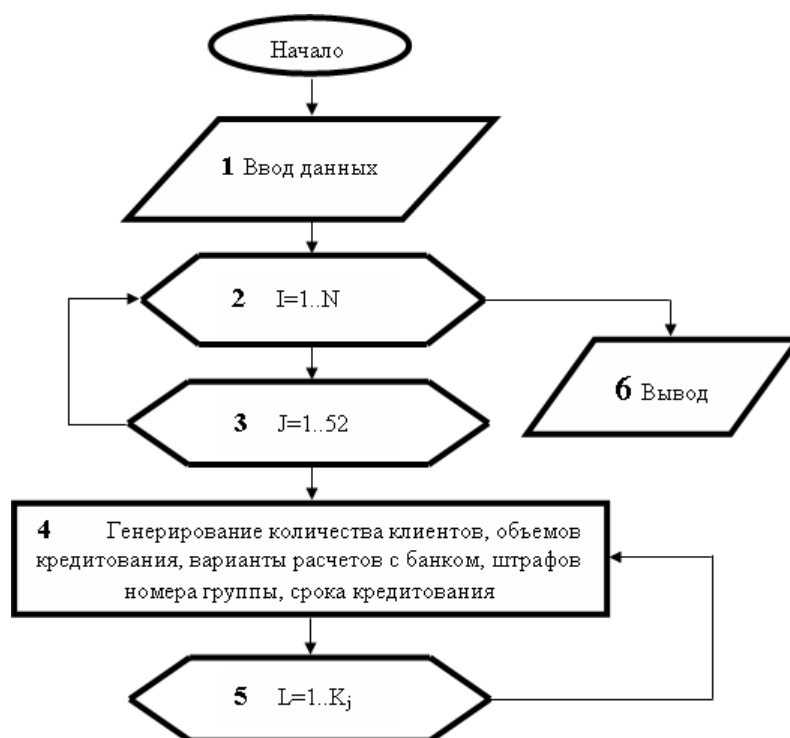 Начало
1 Ввод данных
2 I=1..N
3 J=1..52
6 Вывод
4 Генерирование количества клиентов, объемов
кредитования, варианты расчетов с банком, штрафов
номера группы, срока кредитования
5 L=1..Kj